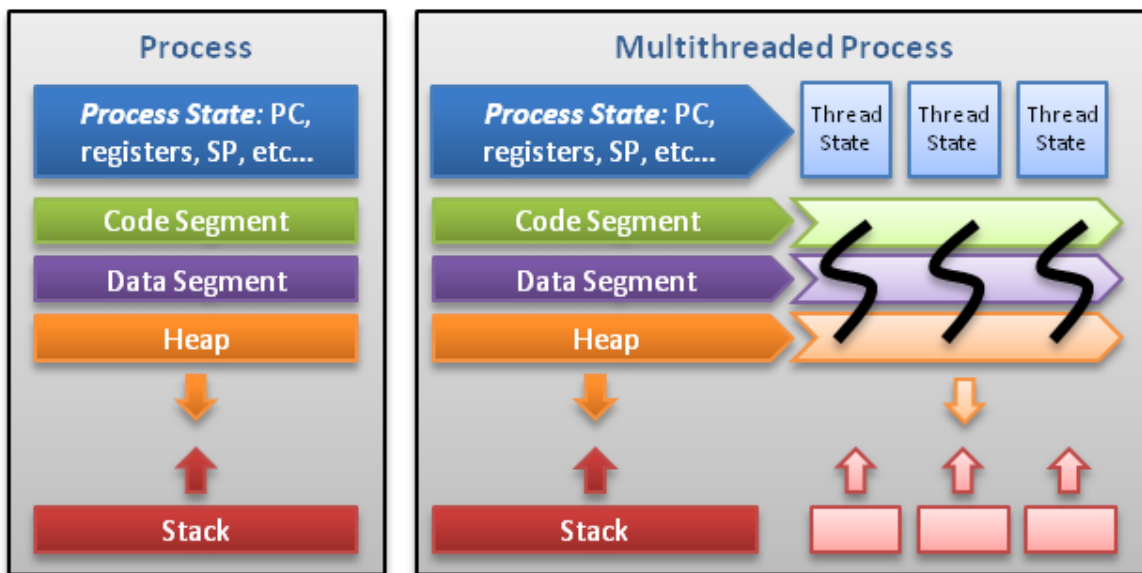 Process
Process State: PC,
registers, SP, etc...
Code Segment
Data Segment
Heap
Stack
Multithreaded Process
Process State: PC,
registers, SP, etc...
Thread
State
Thread
State
Thread
State
Code Segment
Data Segment
Heap
Stack